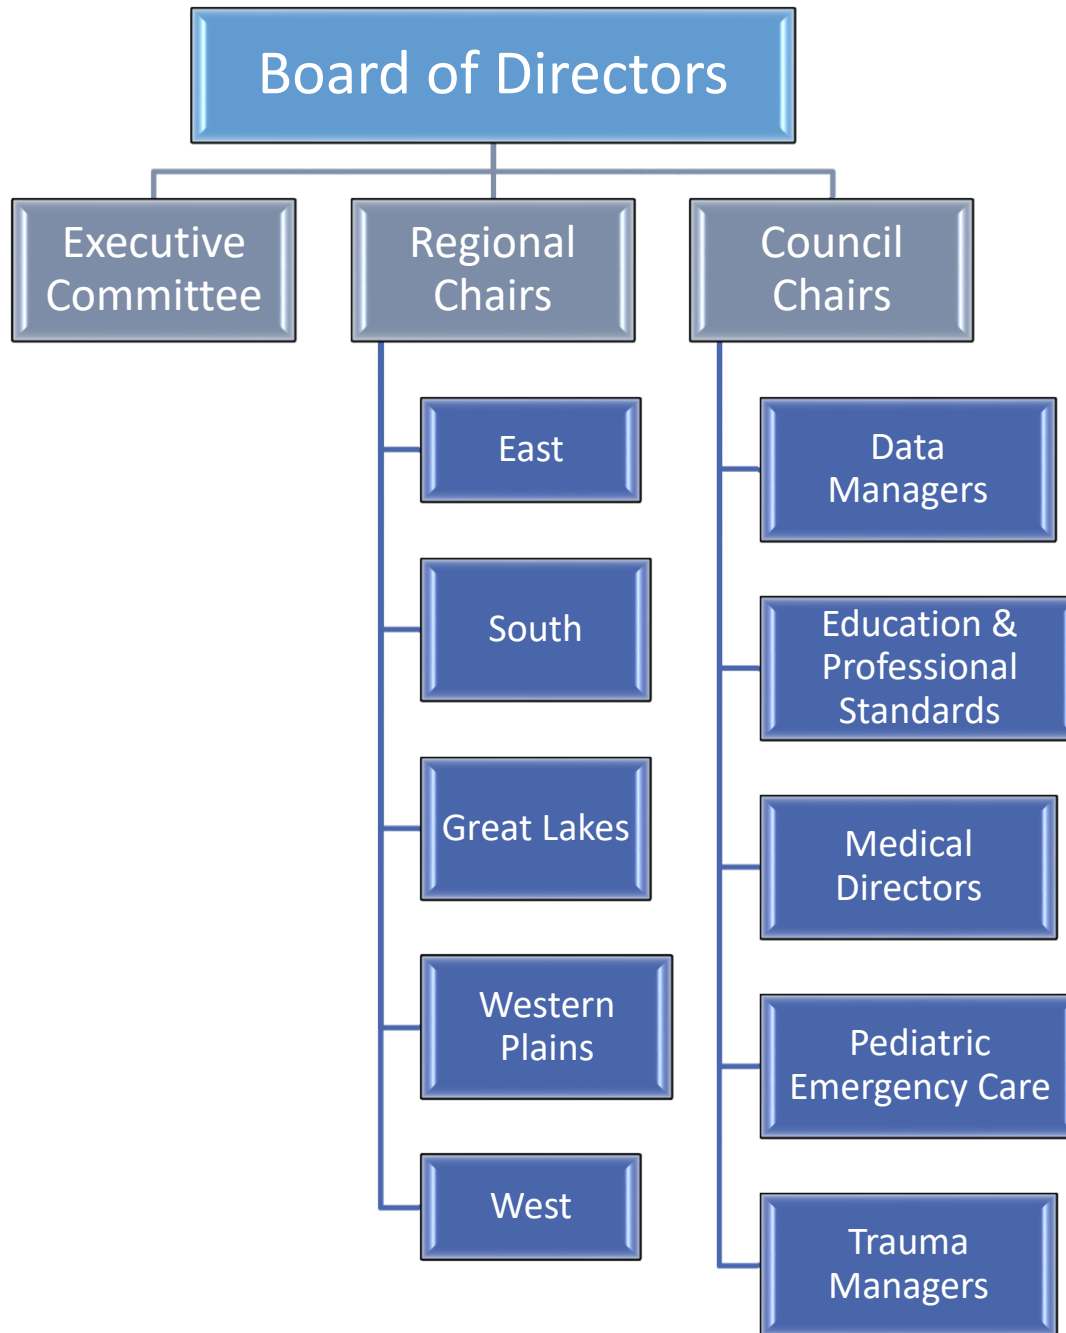 Board of Directors
Executive
Committee
Regional
Chairs
Council
Chairs
East
South
Great Lakes
Western
Plains
West
Data
Managers
Education &
Professional
Standards
Medical
Directors
Pediatric
Emergency Care
Trauma
Managers